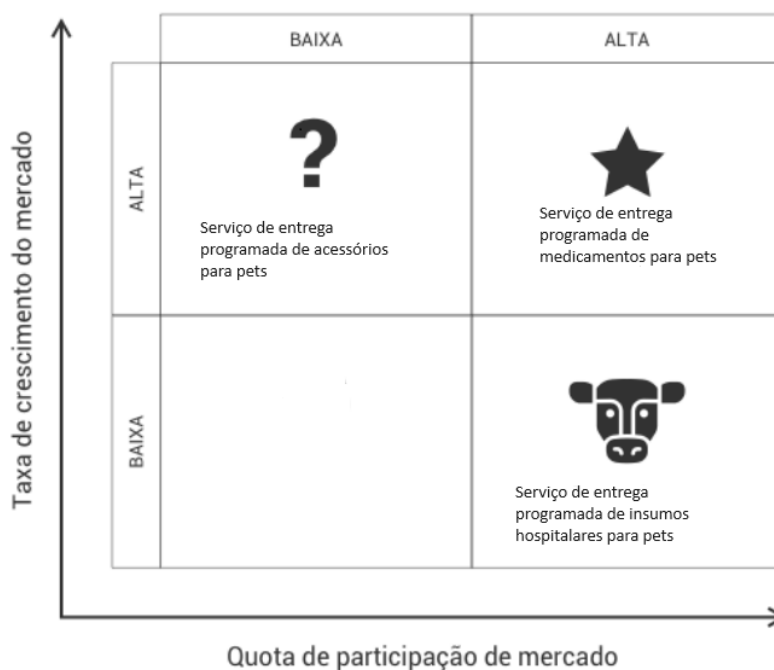 BAIXA
ALTA
Taxa de crescimento do mercado
ALTA
?
Serviço de entrega
programada de acessórios
para pets
Serviço de entrega
programada de
medicamentos para pets
BAIXA
Serviço de entrega
programada de insumos
hospitalares para pets
Quota de participação de mercado